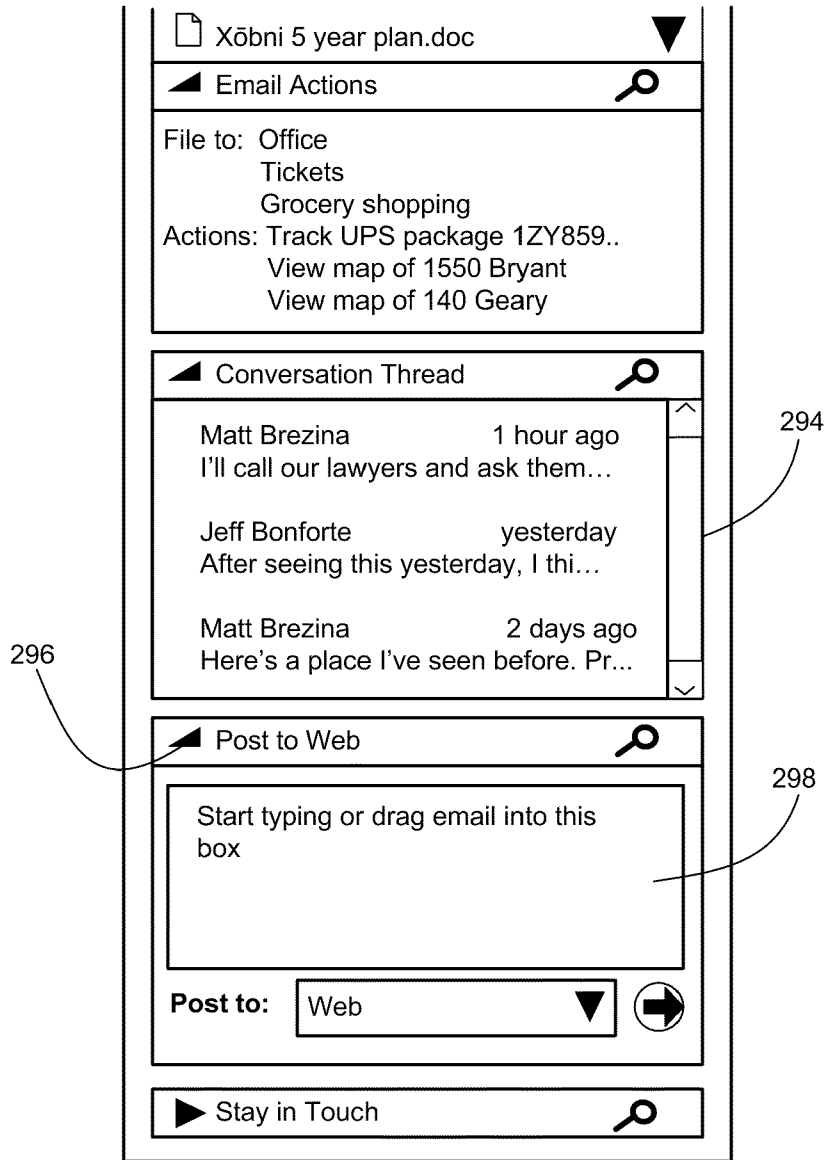 Xōbni 5 year plan.doc
Email Actions
File to: Office
Tickets
Grocery shopping
Actions: Track UPS package 1ZY859..
View map of 1550 Bryant
View map of 140 Geary
Conversation Thread
294
Matt Brezina 1 hour ago
I'll call our lawyers and ask them...
Jeff Bonforte yesterday
After seeing this yesterday, I thi...
Matt Brezina 2 days ago
296
Here's a place I've seen before. Pr...
Post to Web
298
Start typing or drag email into this
box
Post to: Web
Stay in Touch